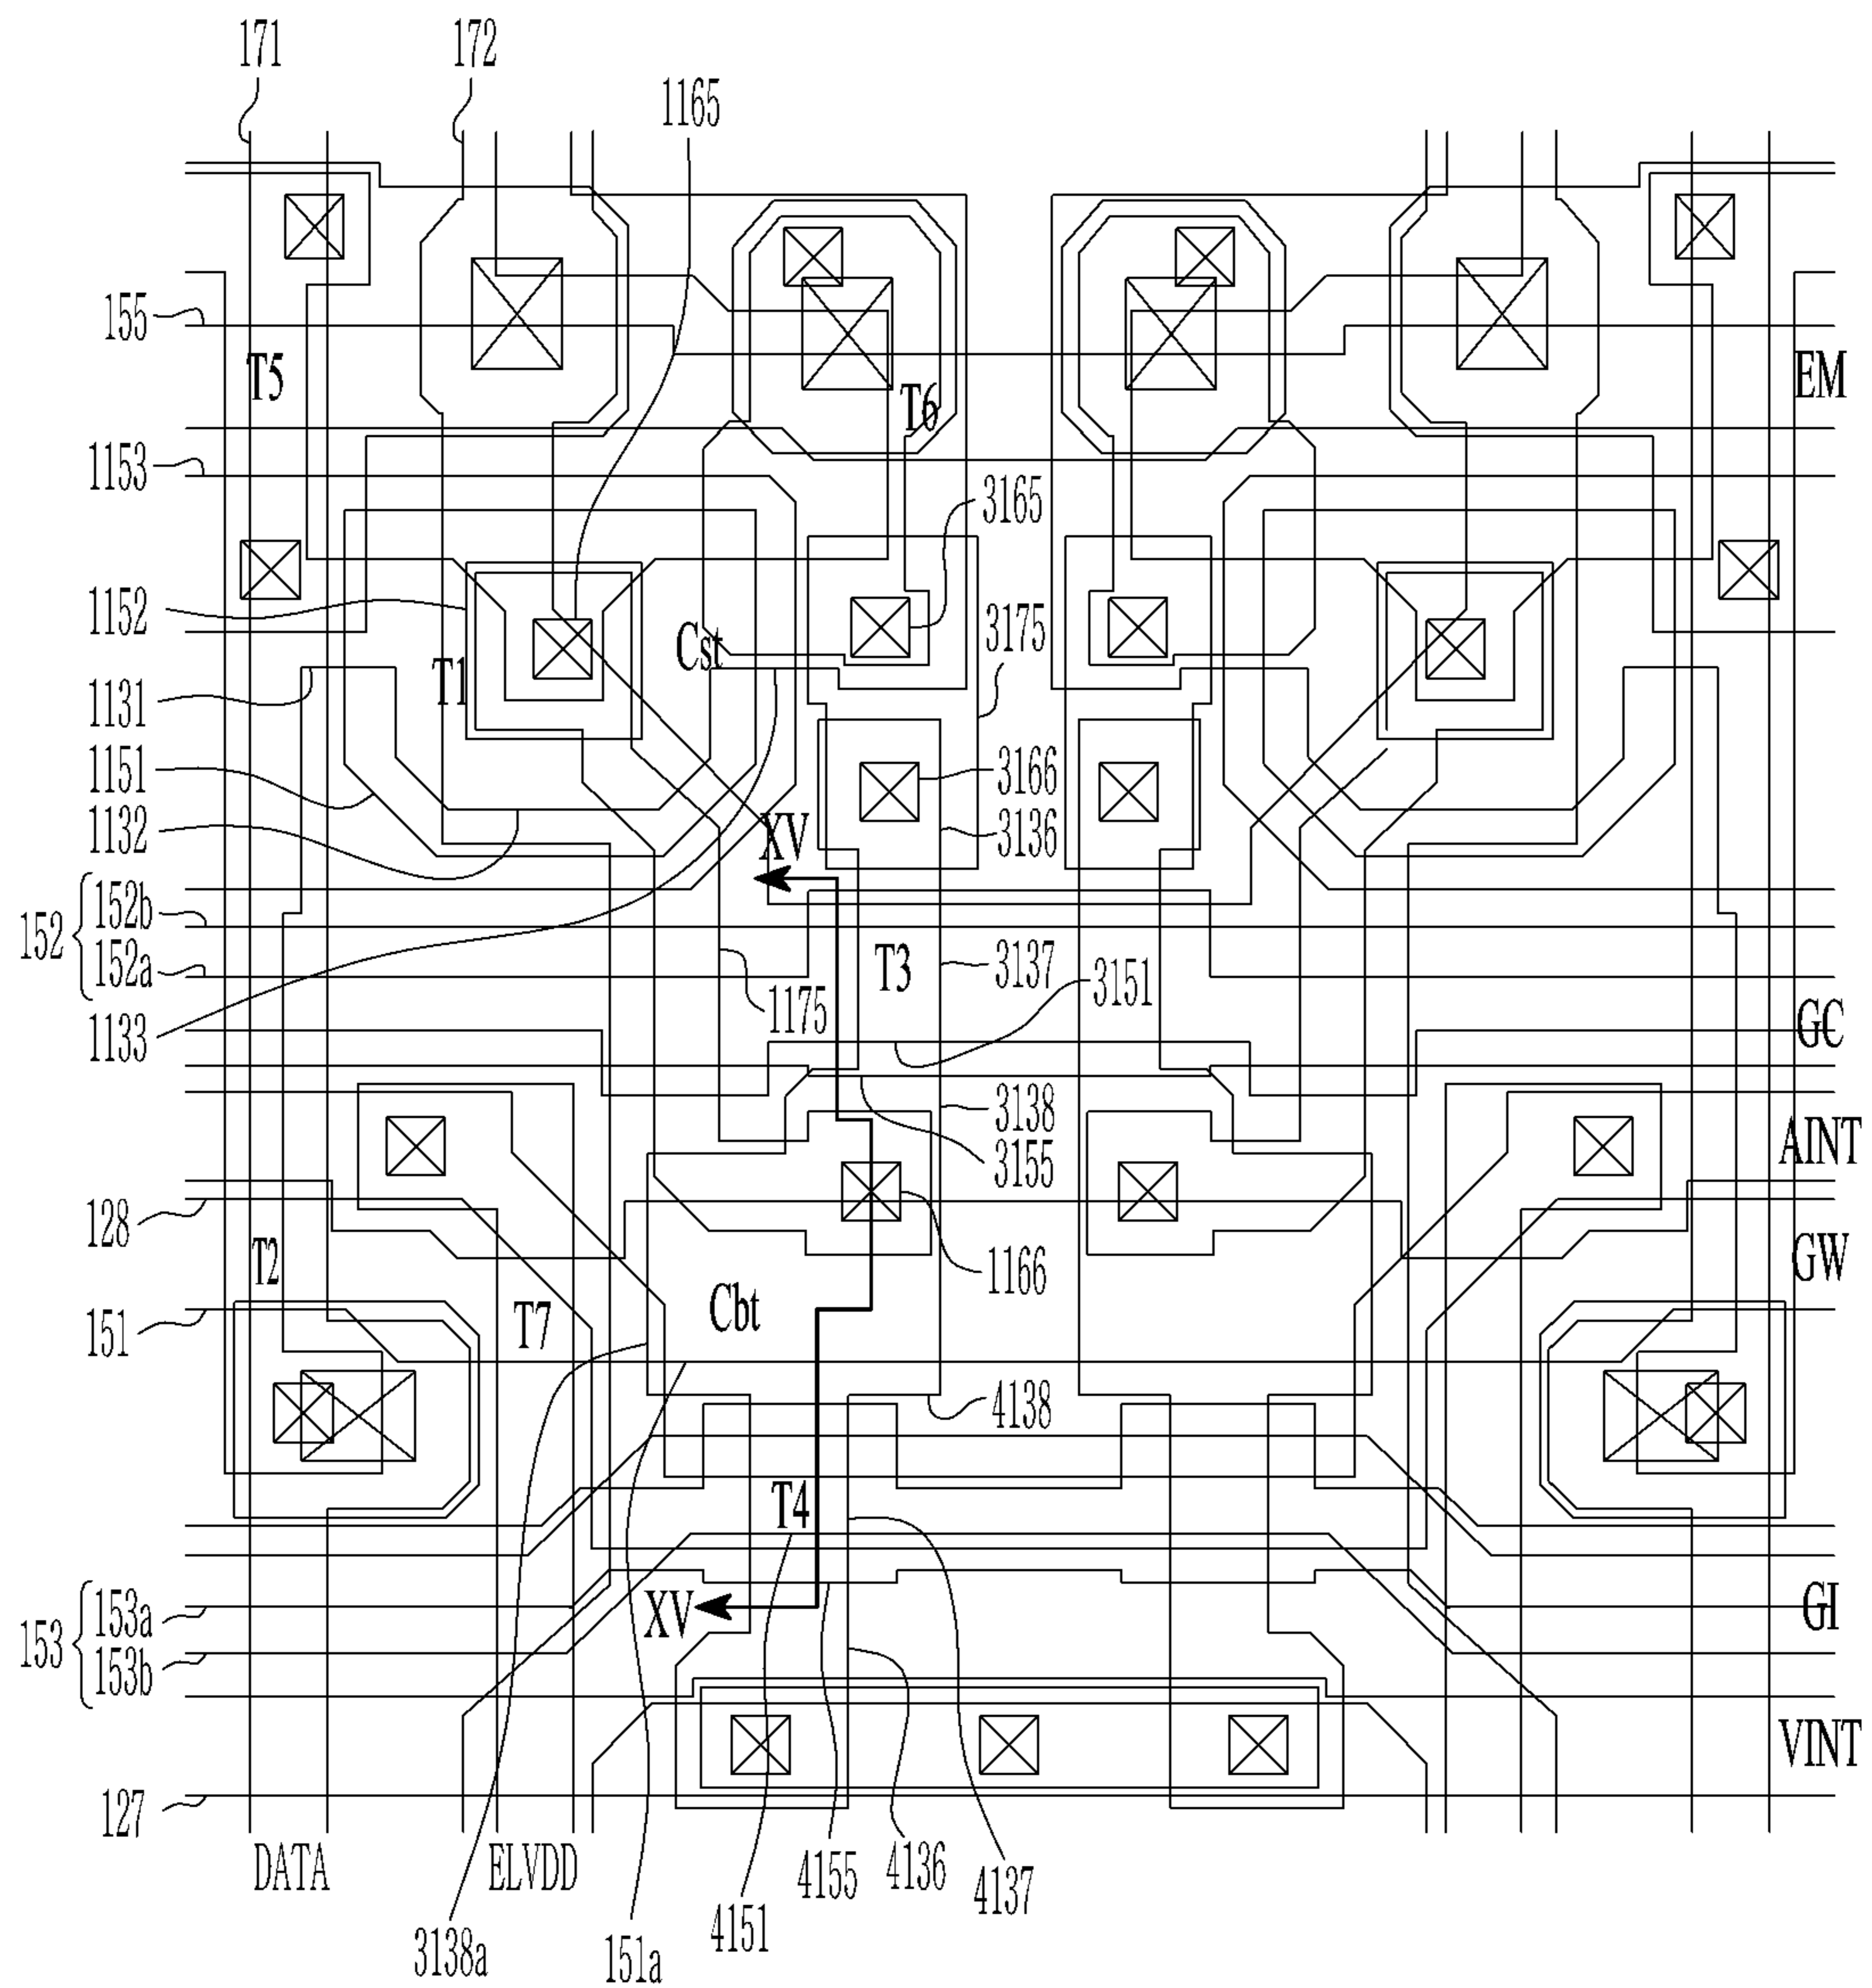 171
172
1165
155
T5
EM
T6
1153
3165
1152
3175
Cst
T1
1131
1151
3166
1132
XV
3136
152
152b
152a
T3
3137
3151
1175
1133
GC
3138
AINT
3155
128
T2
GW
1166
151
T7
Cbt
4138
T4
153
153a
153b
XV
GI
VINT
127
DATA
ELVDD
4155
4136
4137
4151
3138a
151a